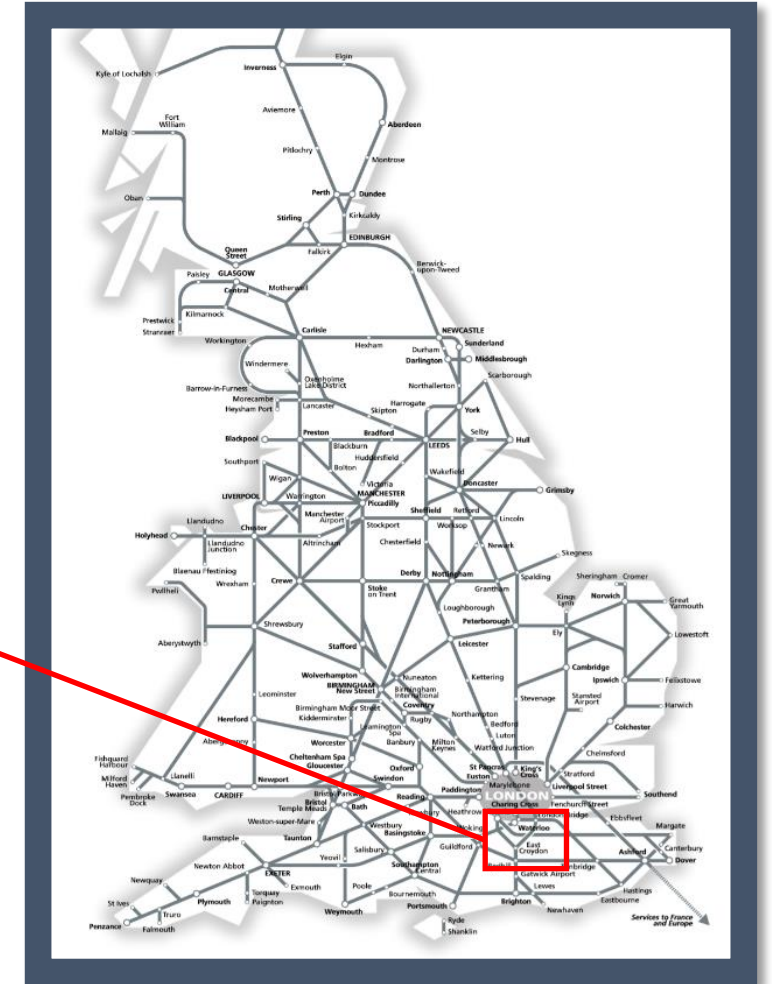 Kyle of Lochalsh
Inverness
Elgin
Aviemore
Fort
William
Mallaig
Aberdeen
Pitlochry
Montrose
Perth
Dundee
Oban
Stirling
Kirkcaldy
EDINBURGH
Queen
Street
Falkirk
Berwick-
upon-Tweed
Paisley
GLASGOW
Central
Motherwell
Prestwick
Kilmarnock
Stranraer
Carlisle
NEWCASTLE
Workington
Hexham
Durham
Sunderland
Darlington
Middlesbrough
Windermere
Scarborough
Oxenholme
Lake District
Northallerton
Barrow-in-Furness
Morecambe
Heysham Port
Lancaster
Skipton
Harrogate
York
Blackpool
Preston
Bradford
Selby
Blackburn
LEEDS
Hull
Southport
Bolton
Huddersfield
Wakefield
Wigan
Victoria
Doncaster
LIVERPOOL
Warrington
MANCHESTER
Piccadilly
Grimsby
Manchester
Airport
Sheffield
Retford
Llandudno
Chester
Stockport
Worksop
Lincoln
Holyhead
Llandudno
Junction
Altrincham
Chesterfield
Newark
Skegness
Blaenau Ffestiniog
Derby
Nottingham
Spalding
Sheringham
Cromer
Pwllheli
Wrexham
Crewe
Stoke
on Trent
Grantham
Kings
Lynn
Norwich
Great
Yarmouth
Loughborough
Aberystwyth
Shrewsbury
Peterborough
Ely
Lowestoft
Stafford
Leicester
Wolverhampton
Cambridge
BIRMINGHAM
New Street
Nuneaton
Kettering
Ipswich
Felixstowe
Leominster
Birmingham
International
Stevenage
Stansted
Airport
Harwich
Birmingham Moor Street
Kidderminster
Coventry
Rugby
Northampton
Hereford
Leamington
Spa
Bedford
Colchester
Abergavenny
Worcester
Banbury
Milton
Keynes
Luton
Cheltenham Spa
Gloucester
Watford Junction
Chelmsford
Fishguard
Harbour
Oxford
St Pancras
Euston
King's
Cross
Stratford
Milford
Haven
Llanelli
Newport
Swindon
Marylebone
Liverpool Street
Pembroke
Dock
Swansea
CARDIFF
Bristol Parkway
Reading
Paddington
LONDON
Southend
Bristol
Temple Meads
Bath
Heathrow
Charing Cross
Fenchurch Street
Weston-super-Mare
Westbury
Newbury
London Bridge
Ebbsfleet
Barnstaple
Taunton
Basingstoke
Woking
Waterloo
Margate
Salisbury
Guildford
East
Croydon
Ashford
Canterbury
Newton Abbot
Yeovil
Southampton
Central
Redhill
Tonbridge
Dover
Newquay
EXETER
Gatwick Airport
Exmouth
Poole
Bournemouth
Lewes
Hastings
St Ives
Plymouth
Torquay
Paignton
Weymouth
Portsmouth
Brighton
Newhaven
Eastbourne
Truro
Ryde
Penzance
Falmouth
Shanklin
Services to France
and Europe